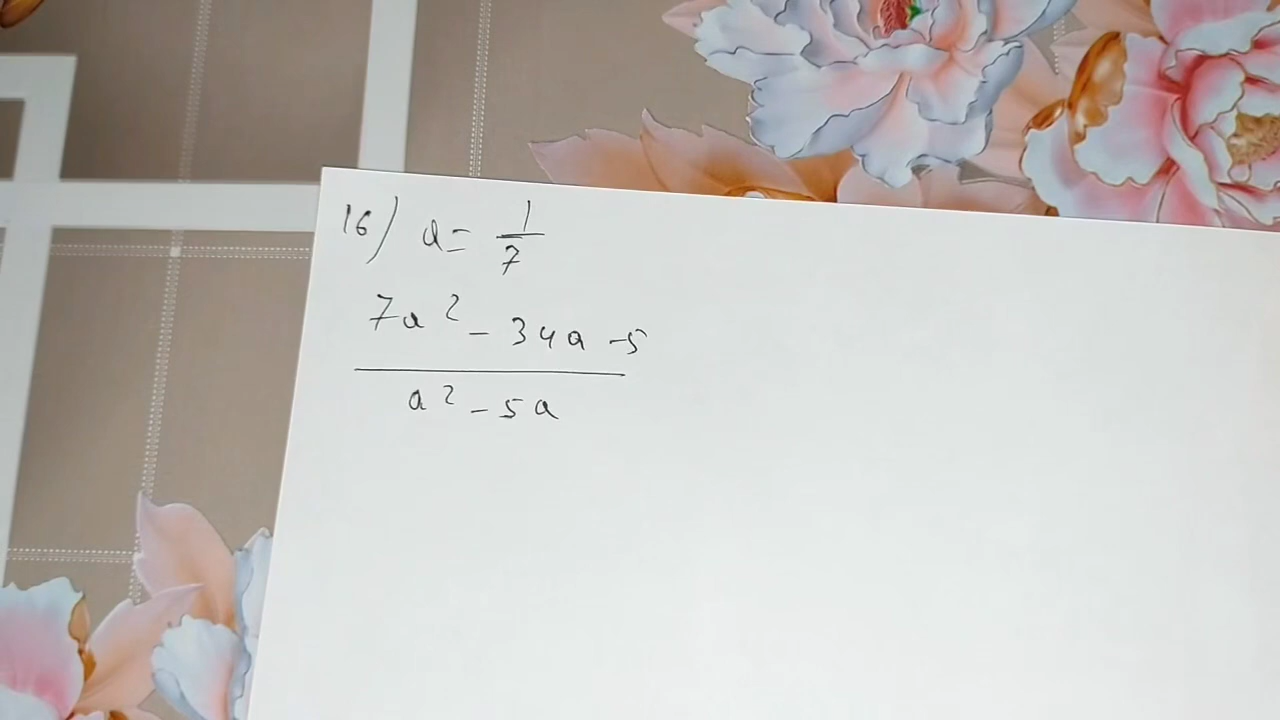 16) a = 1/7
7a² - 34a - 5
a² - 5a